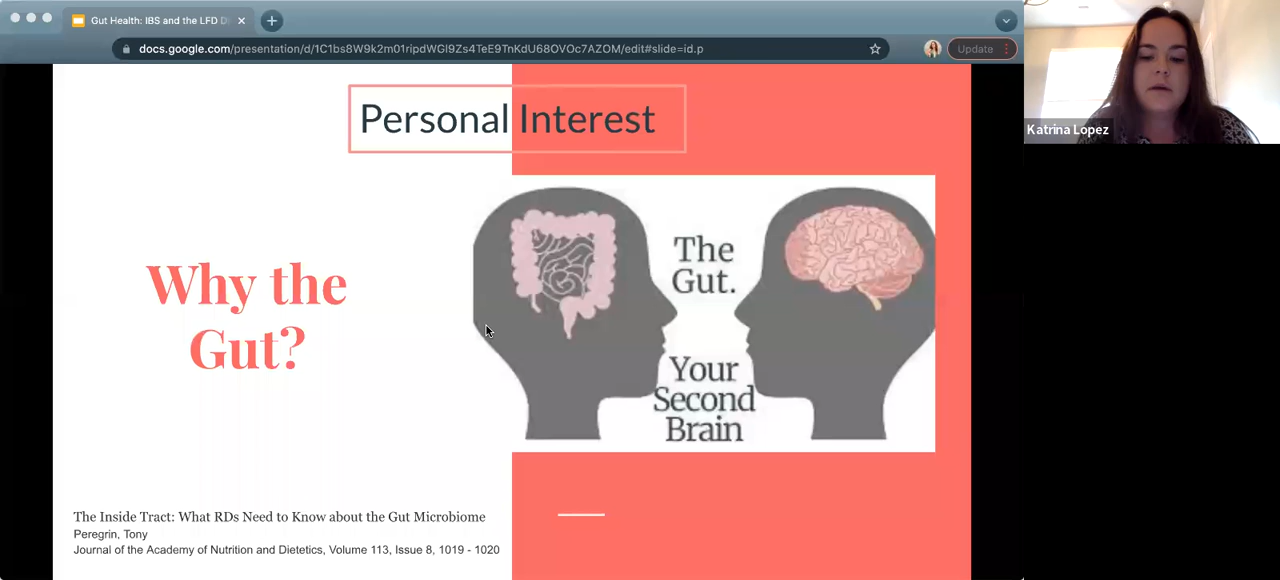 Gut Health: IBS and the LFD D
docs.google.com/presentation/d/1C1bs8W9k2m01ripdWGl9Zs4TeE9TnKdU68OVOc7AZOM/edit#slide=id.p
Update
Katrina Lopez
Personal Interest
Why the
Gut?
The
Gut.
Your
Second
Brain
The Inside Tract: What RDs Need to Know about the Gut Microbiome
Peregrin, Tony
Journal of the Academy of Nutrition and Dietetics, Volume 113, Issue 8, 1019 - 1020